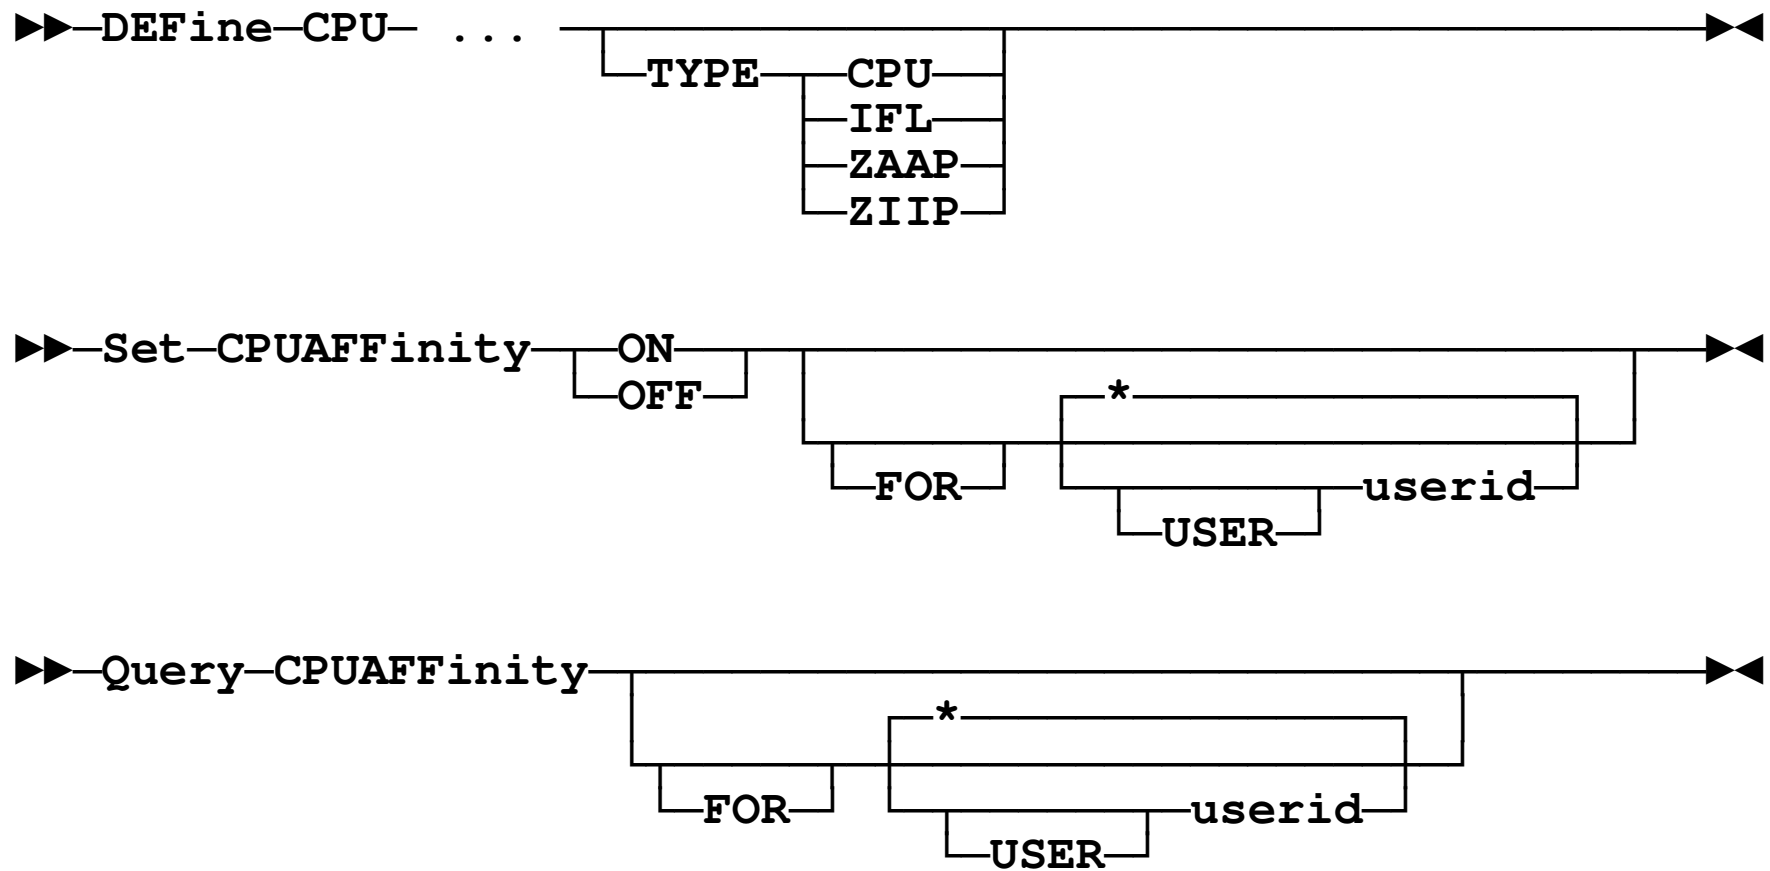 DEFine CPU ...
TYPE CPU
IFL
ZAAP
ZIIP
Set CPUAFFinity ON
OFF
*
FOR userid
USER
Query CPUAFFinity
*
FOR userid
USER